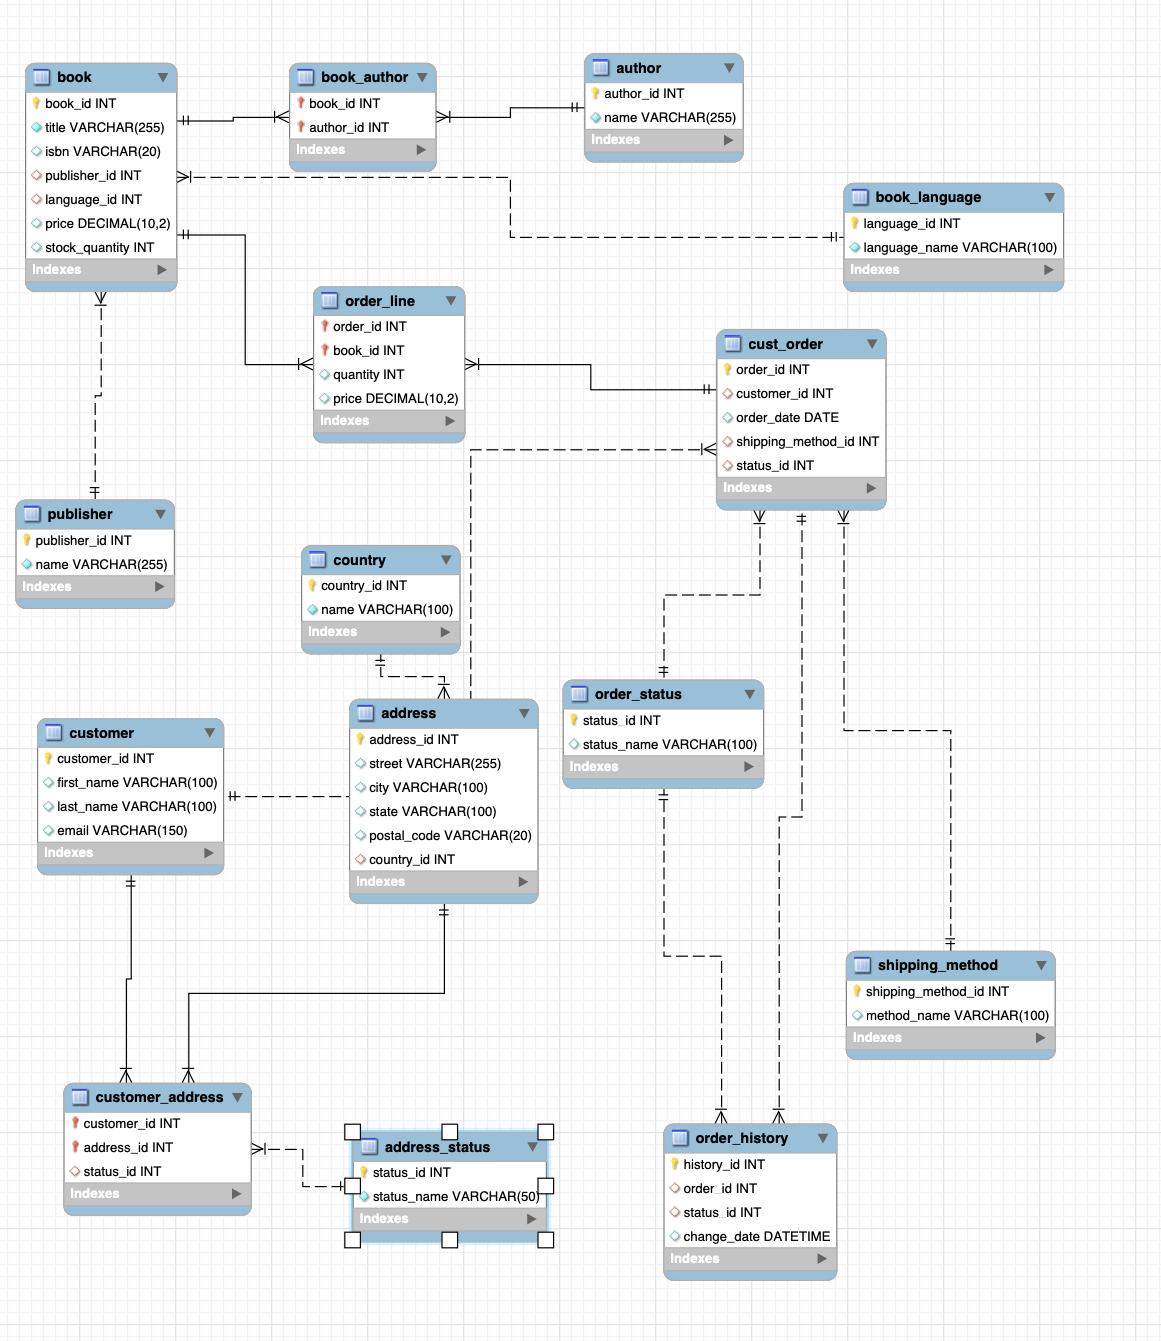 book
book_id INT
title VARCHAR(255)
isbn VARCHAR(20)
publisher_id INT
language_id INT
price DECIMAL(10,2)
stock_quantity INT
Indexes
book_author
book_id INT
author_id INT
Indexes
author
author_id INT
name VARCHAR(255)
Indexes
book_language
language_id INT
language_name VARCHAR(100)
Indexes
order_line
order_id INT
book_id INT
quantity INT
price DECIMAL(10,2)
Indexes
cust_order
order_id INT
customer_id INT
order_date DATE
shipping_method_id INT
status_id INT
Indexes
publisher
publisher_id INT
name VARCHAR(255)
Indexes
country
country_id INT
name VARCHAR(100)
Indexes
order_status
status_id INT
status_name VARCHAR(100)
Indexes
customer
customer_id INT
first_name VARCHAR(100)
last_name VARCHAR(100)
email VARCHAR(150)
Indexes
address
address_id INT
street VARCHAR(255)
city VARCHAR(100)
state VARCHAR(100)
postal_code VARCHAR(20)
country_id INT
Indexes
shipping_method
shipping_method_id INT
method_name VARCHAR(100)
Indexes
customer_address
customer_id INT
address_id INT
status_id INT
Indexes
address_status
status_id INT
status_name VARCHAR(50)
Indexes
order_history
history_id INT
order_id INT
status_id INT
change_date DATETIME
Indexes